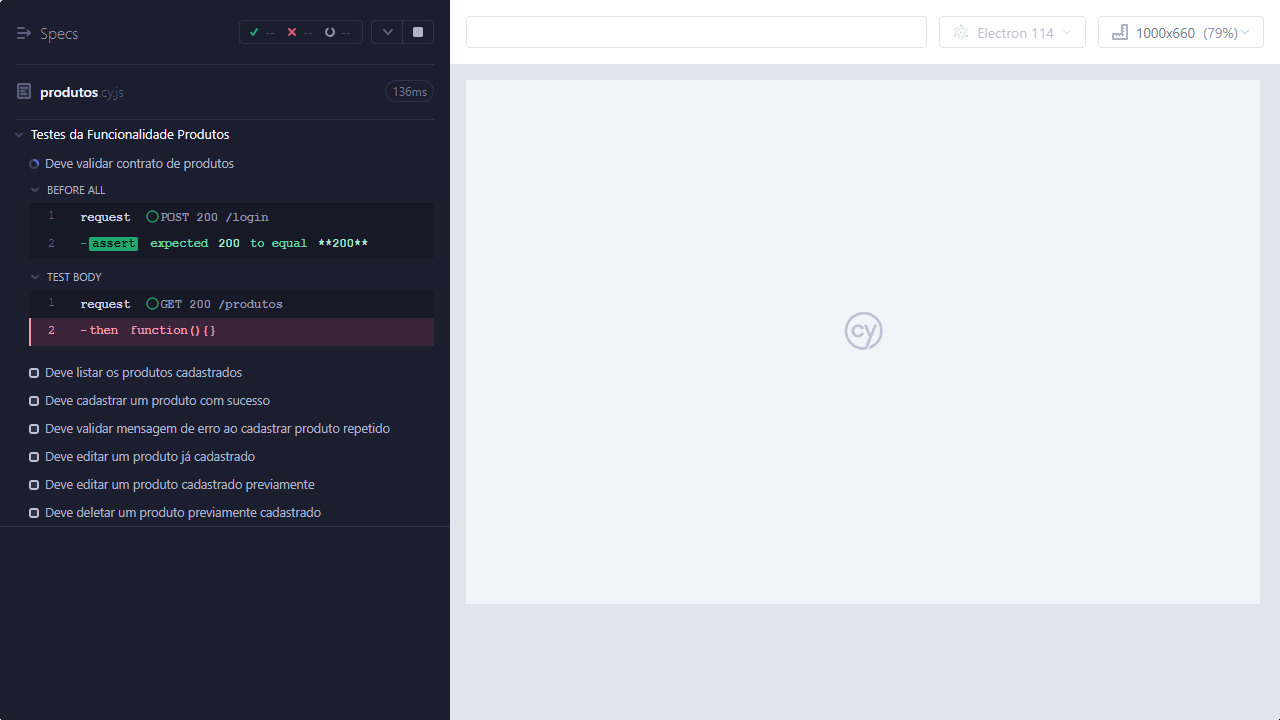 Specs
-- -- --
Electron 114
1000x660 (79%)
produtos.cy.js
136ms
Testes da Funcionalidade Produtos
Deve validar contrato de produtos
BEFORE ALL
1 request POST 200 /login
2 -assert expected 200 to equal **200**
TEST BODY
1 request GET 200 /produtos
2 -then function(){}
Deve listar os produtos cadastrados
Deve cadastrar um produto com sucesso
Deve validar mensagem de erro ao cadastrar produto repetido
Deve editar um produto já cadastrado
Deve editar um produto cadastrado previamente
Deve deletar um produto previamente cadastrado
cy